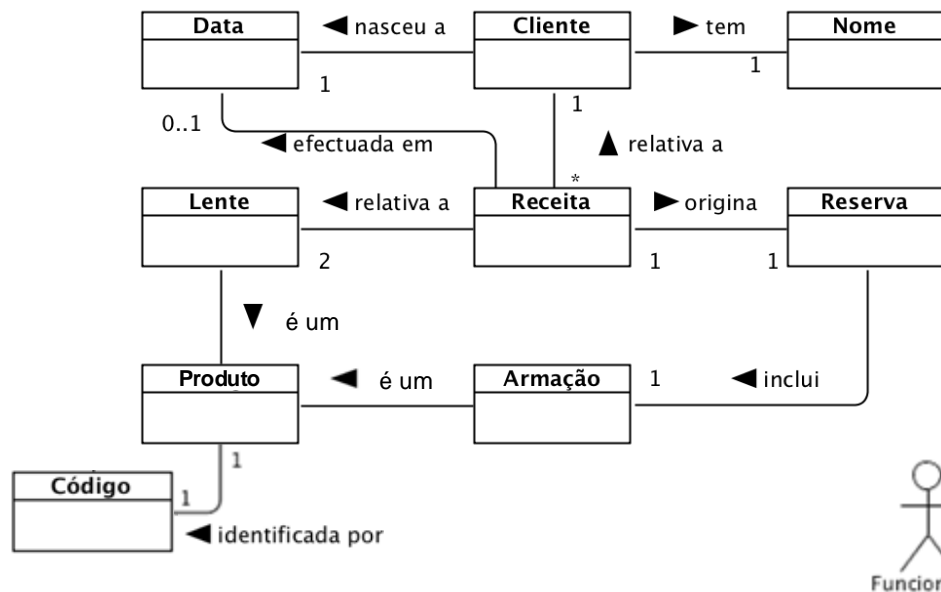 Data
nasceu a
Cliente
tem
Nome
1
1
1
0..1
efectuada em
relativa a
*
Lente
relativa a
Receita
origina
Reserva
2
1
1
é um
Produto
é um
Armação
1
inclui
1
Código
1
identificada por
Funcion